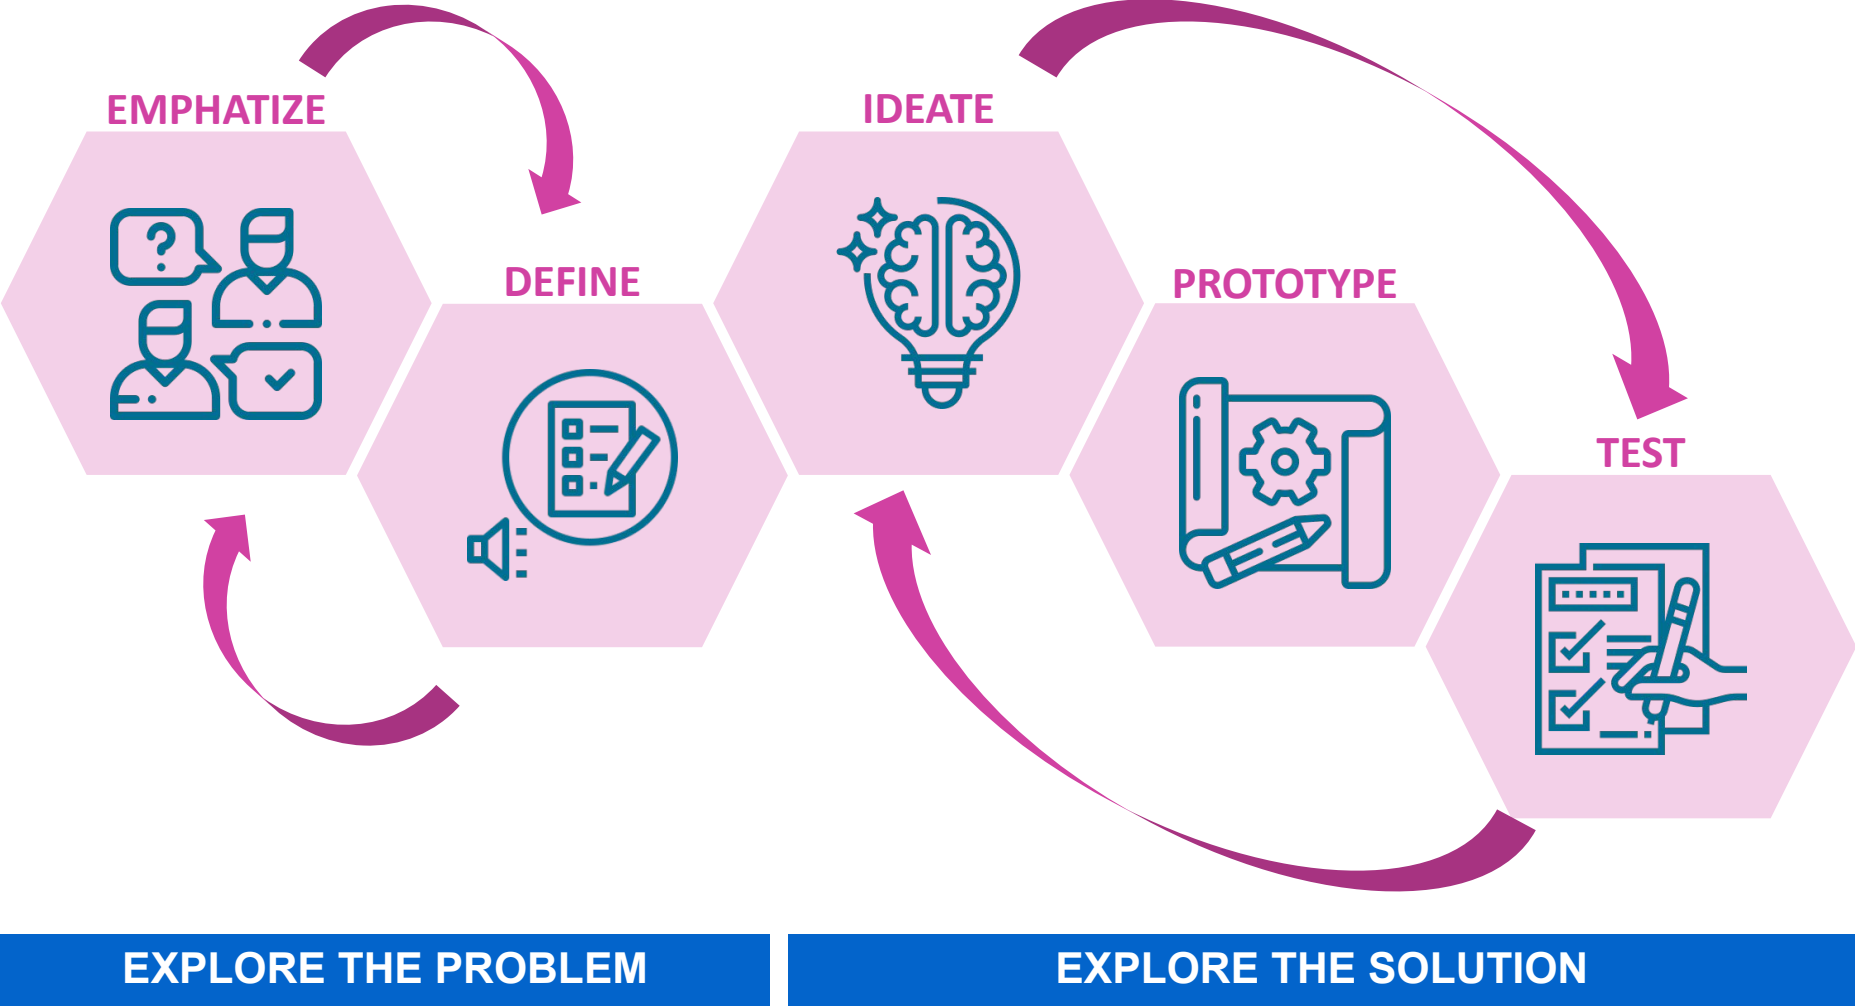 EMPHATIZE
DEFINE
IDEATE
PROTOTYPE
TEST
?
EXPLORE THE PROBLEM
EXPLORE THE SOLUTION